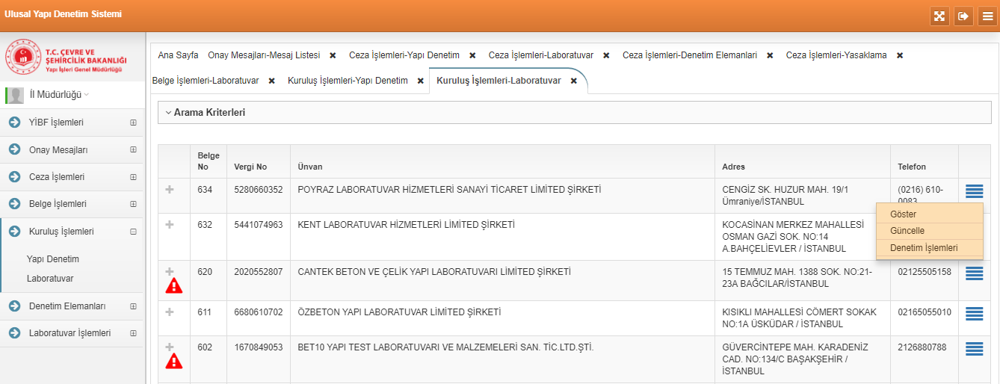 Ulusal Yapı Denetim Sistemi
T.C. ÇEVRE VE
ŞEHİRCİLİK BAKANLIĞI
Yapı İşleri Genel Müdürlüğü
İl Müdürlüğü
YİBF İşlemleri
Onay Mesajları
Ceza İşlemleri
Belge İşlemleri
Kuruluş İşlemleri
Yapı Denetim
Laboratuvar
Denetim Elemanları
Laboratuvar İşlemleri
Ana Sayfa Onay Mesajları-Mesaj Listesi Ceza İşlemleri-Yapı Denetim Ceza İşlemleri-Laboratuvar Ceza İşlemleri-Denetim Elemanlari Ceza İşlemleri-Yasaklama
Belge İşlemleri-Laboratuvar Kuruluş İşlemleri-Yapı Denetim Kuruluş İşlemleri-Laboratuvar
Arama Kriterleri
Belge
No Vergi No Ünvan Adres Telefon
634 5280660352 POYRAZ LABORATUVAR HİZMETLERİ SANAYİ TİCARET LİMİTED ŞİRKETİ CENGİZ SK. HUZUR MAH. 19/1 (0216) 610-
Ümraniye/İSTANBUL 0083
Göster
Güncelle
Denetim İşlemleri
632 5441074963 KENT LABORATUVAR HİZMETLERİ LİMİTED ŞİRKETİ KOCASİNAN MERKEZ MAHALLESİ
OSMAN GAZİ SOK. NO:14
A.BAHÇELİEVLER / İSTANBUL
620 2020552807 CANTEK BETON VE ÇELİK YAPI LABORATUVARI LİMİTED ŞİRKETİ 15 TEMMUZ MAH. 1388 SOK. NO:21- 02125505158
23A BAĞCILAR/İSTANBUL
611 6680610702 ÖZBETON YAPI LABORATUVAR LİMİTED ŞİRKETİ KISIKLI MAHALLESİ CÖMERT SOKAK 02165055010
NO:1A ÜSKÜDAR / İSTANBUL
602 1670849053 BET10 YAPI TEST LABORATUVARI VE MALZEMELERİ SAN. TİC.LTD.ŞTİ. GÜVERCİNTEPE MAH. KARADENİZ 2126880788
CAD. NO:134/C BAŞAKŞEHİR /
İSTANBUL